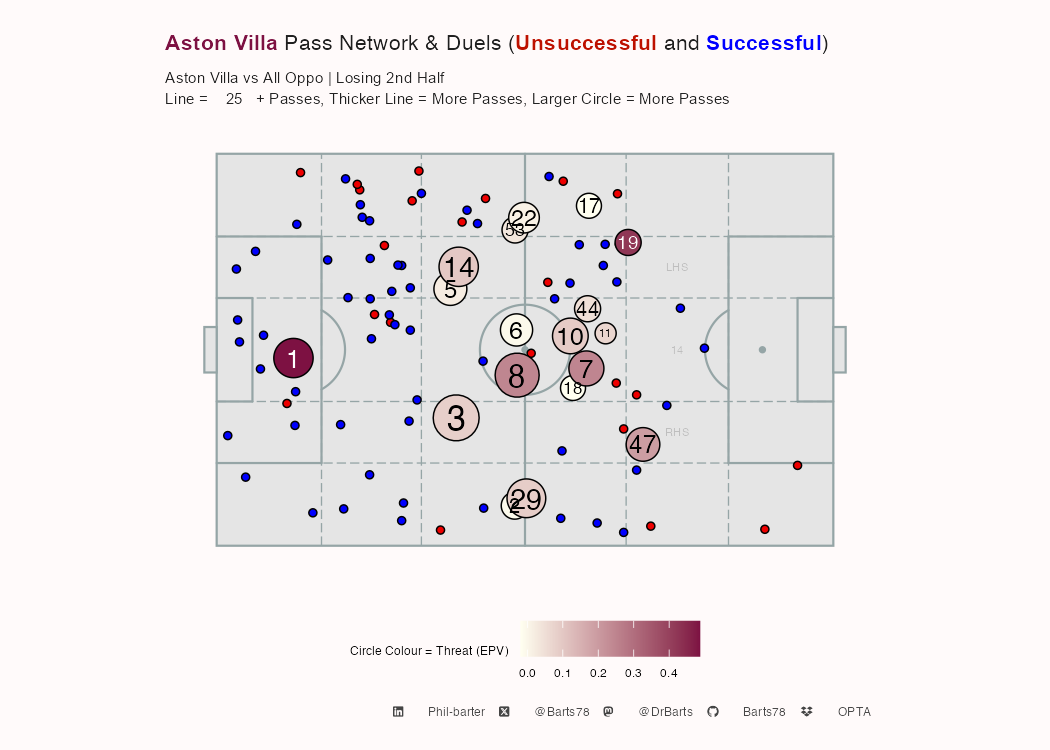 Aston Villa Pass Network & Duels (Unsuccessful and Successful)
Aston Villa vs All Oppo | Losing 2nd Half
Line = 25 + Passes, Thicker Line = More Passes, Larger Circle = More Passes
17
22
53
19
LHS
14
5
44
6
10
11
14
1
8
7
18
3
RHS
47
29
2
Circle Colour = Threat (EPV)
0.0 0.1 0.2 0.3 0.4
Phil-barter @Barts78 @DrBarts Barts78 OPTA